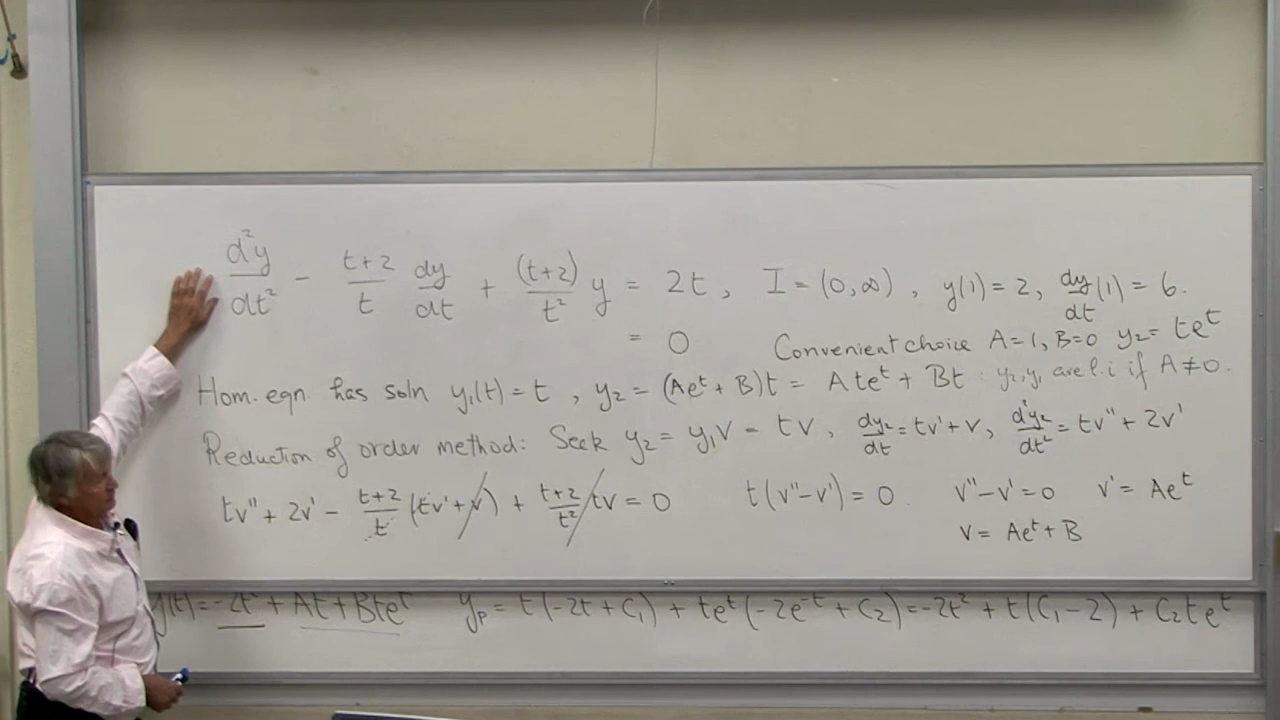 d²y/dt² - t+2/t dy/dt + (t+2)/t² y = 2t, I = (0,∞), y(1) = 2, dy/dt(1) = 6.
= 0 Convenient choice A=1, B=0 y₂ = te^t
Hom. eqn. has soln y₁(t) = t, y₂ = (Ae^t + B)t = Ate^t + Bt : y₂, y₁ are l.i if A≠0.
Reduction of order method: Seek y₂ = y₁v = tv, dy₂/dt = tv' + v, d²y₂/dt² = tv'' + 2v'
tv'' + 2v' - t+2/t (tv' + v) + t+2/t² tv = 0 t(v''-v') = 0. v''-v'=0 v' = Ae^t
v = Ae^t + B
y(t) = -2t² + At + Bte^t y_p = t(-2t + C₁) + te^t(-2e^-t + C₂) = -2t² + t(C₁-2) + C₂te^t